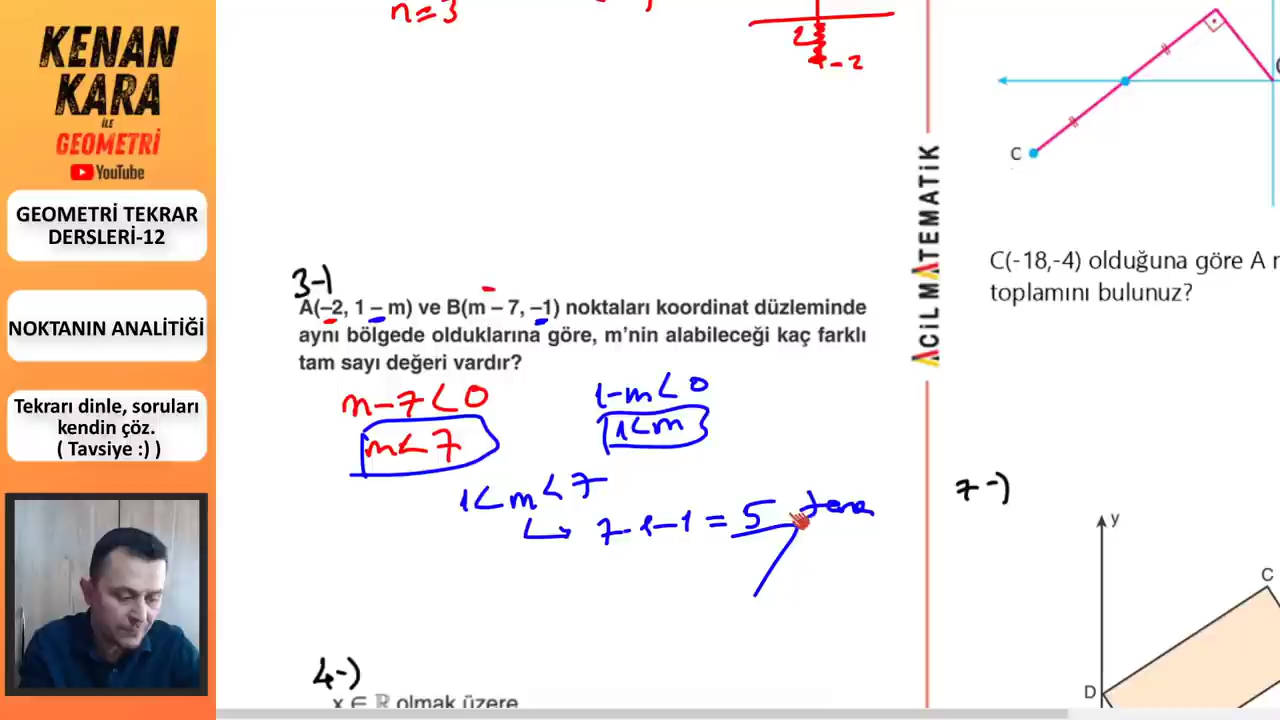 KENAN
KARA
İLE
GEOMETRİ
YouTube
GEOMETRİ TEKRAR
DERSLERİ-12
NOKTANIN ANALİTİĞİ
Tekrarı dinle, soruları
kendin çöz.
( Tavsiye :) )
n=3
2
-2
3-)
A(–2, 1 – m) ve B(m – 7, –1) noktaları koordinat düzleminde
aynı bölgede olduklarına göre, m'nin alabileceği kaç farklı
tam sayı değeri vardır?
m-7<0
m<7
1-m<0
1<m
1<m<7
7-1-1=5 tane
4-)
x ∈ ℝ olmak üzere
ACİL MATEMATİK
C
C(-18,-4) olduğuna göre A
toplamını bulunuz?
7-)
y
C
D